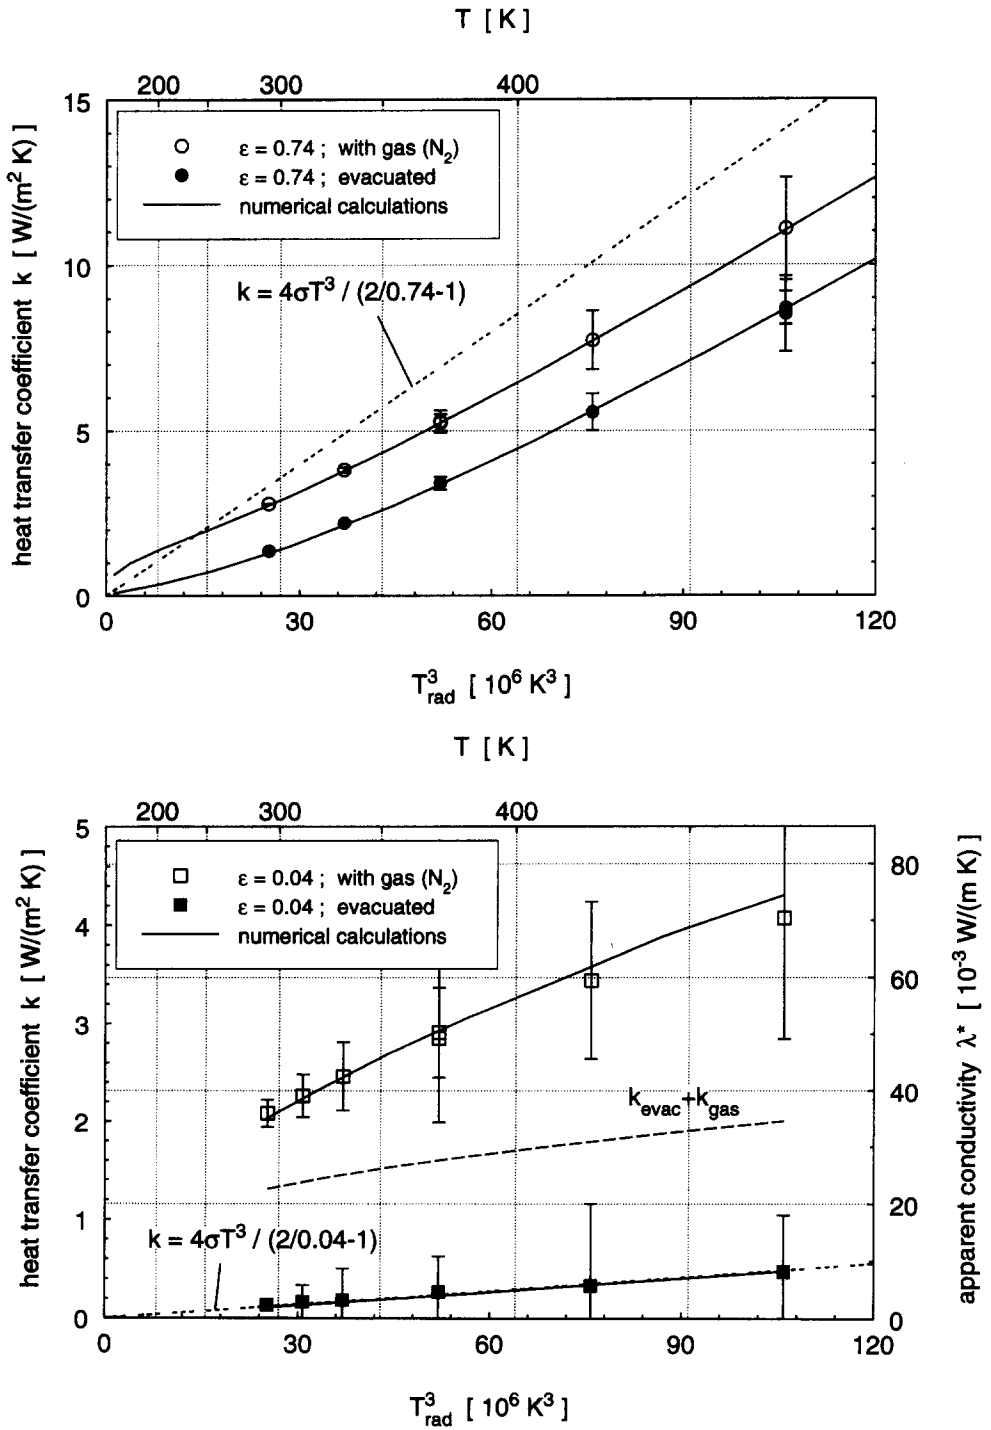 T [ K ]
200 300 400
15
ε = 0.74 ; with gas (N₂)
ε = 0.74 ; evacuated
numerical calculations
k = 4σT³ / (2/0.74-1)
10
5
0
heat transfer coefficient k [ W/(m² K) ]
0 30 60 90 120
T³rad [ 10⁶ K³ ]
T [ K ]
200 300 400
5
ε = 0.04 ; with gas (N₂)
ε = 0.04 ; evacuated
numerical calculations
4
3
2
1
0
heat transfer coefficient k [ W/(m² K) ]
k_evac+k_gas
k = 4σT³ / (2/0.04-1)
80
60
40
20
0
apparent conductivity λ* [ 10⁻³ W/(m K) ]
0 30 60 90 120
T³rad [ 10⁶ K³ ]